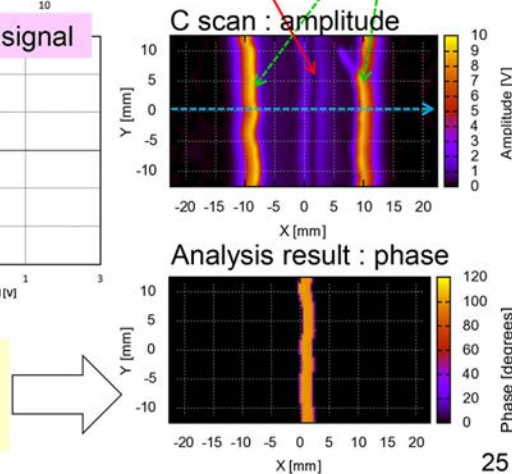 10
signal
1
3
[V]
C scan : amplitude
10
5
0
-5
-10
Y [mm]
-20 -15 -10 -5 0 5 10 15 20
X [mm]
10
9
8
7
6
5
4
3
2
1
0
Amplitude [V]
Analysis result : phase
10
5
0
-5
-10
Y [mm]
-20 -15 -10 -5 0 5 10 15 20
X [mm]
120
100
80
60
40
20
0
Phase [degrees]
25